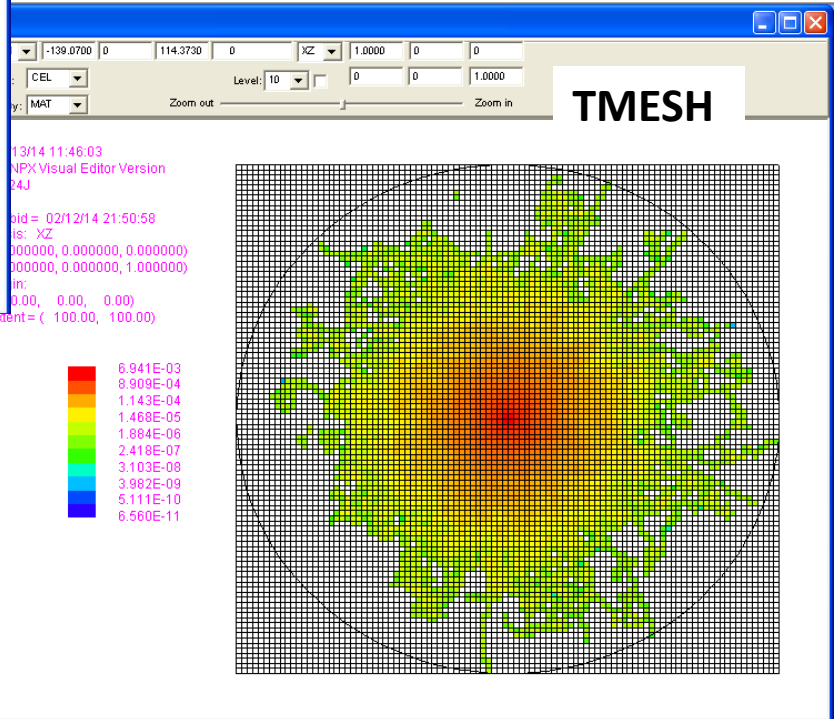 -139.0700 0 114.3730 0 XZ 1.0000 0 0
: CEL Level: 10 0 0 1.0000
y: MAT Zoom out Zoom in
TMESH
13/14 11:46:03
NPX Visual Editor Version
24J
bid = 02/12/14 21:50:58
sis: XZ
000000, 0.000000, 0.000000)
000000, 0.000000, 1.000000)
in:
0.00, 0.00, 0.00)
tent = ( 100.00, 100.00)
6.941E-03
8.909E-04
1.143E-04
1.468E-05
1.884E-06
2.418E-07
3.103E-08
3.982E-09
5.111E-10
6.560E-11